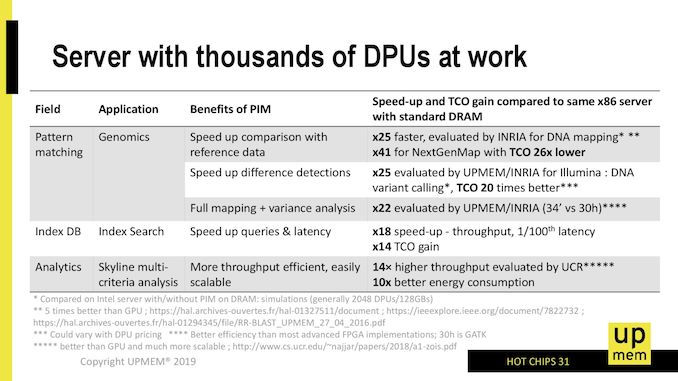 Server with thousands of DPUs at work
Field Application Benefits of PIM Speed-up and TCO gain compared to same x86 server
with standard DRAM
Pattern Genomics Speed up comparison with x25 faster, evaluated by INRIA for DNA mapping* **
matching reference data x41 for NextGenMap with TCO 26x lower
Speed up difference detections x25 evaluated by UPMEM/INRIA for Illumina : DNA
variant calling*, TCO 20 times better***
Full mapping + variance analysis x22 evaluated by UPMEM/INRIA (34’ vs 30h)****
Index DB Index Search Speed up queries & latency x18 speed-up - throughput, 1/100th latency
x14 TCO gain
Analytics Skyline multi- More throughput efficient, easily 14× higher throughput evaluated by UCR*****
criteria analysis scalable 10x better energy consumption
* Compared on Intel server with/without PIM on DRAM: simulations (generally 2048 DPUs/128GBs)
** 5 times better than GPU ; https://hal.archives-ouvertes.fr/hal-01327511/document ; https://ieeexplore.ieee.org/document/7822732 ;
https://hal.archives-ouvertes.fr/hal-01294345/file/RR-BLAST_UPMEM_27_04_2016.pdf
*** Could vary with DPU pricing **** Better efficiency than most advanced FPGA implementations; 30h is GATK
***** better than GPU and much more scalable ; http://www.cs.ucr.edu/~najjar/papers/2018/a1-zois.pdf
Copyright UPMEM® 2019
HOT CHIPS 31
up
mem